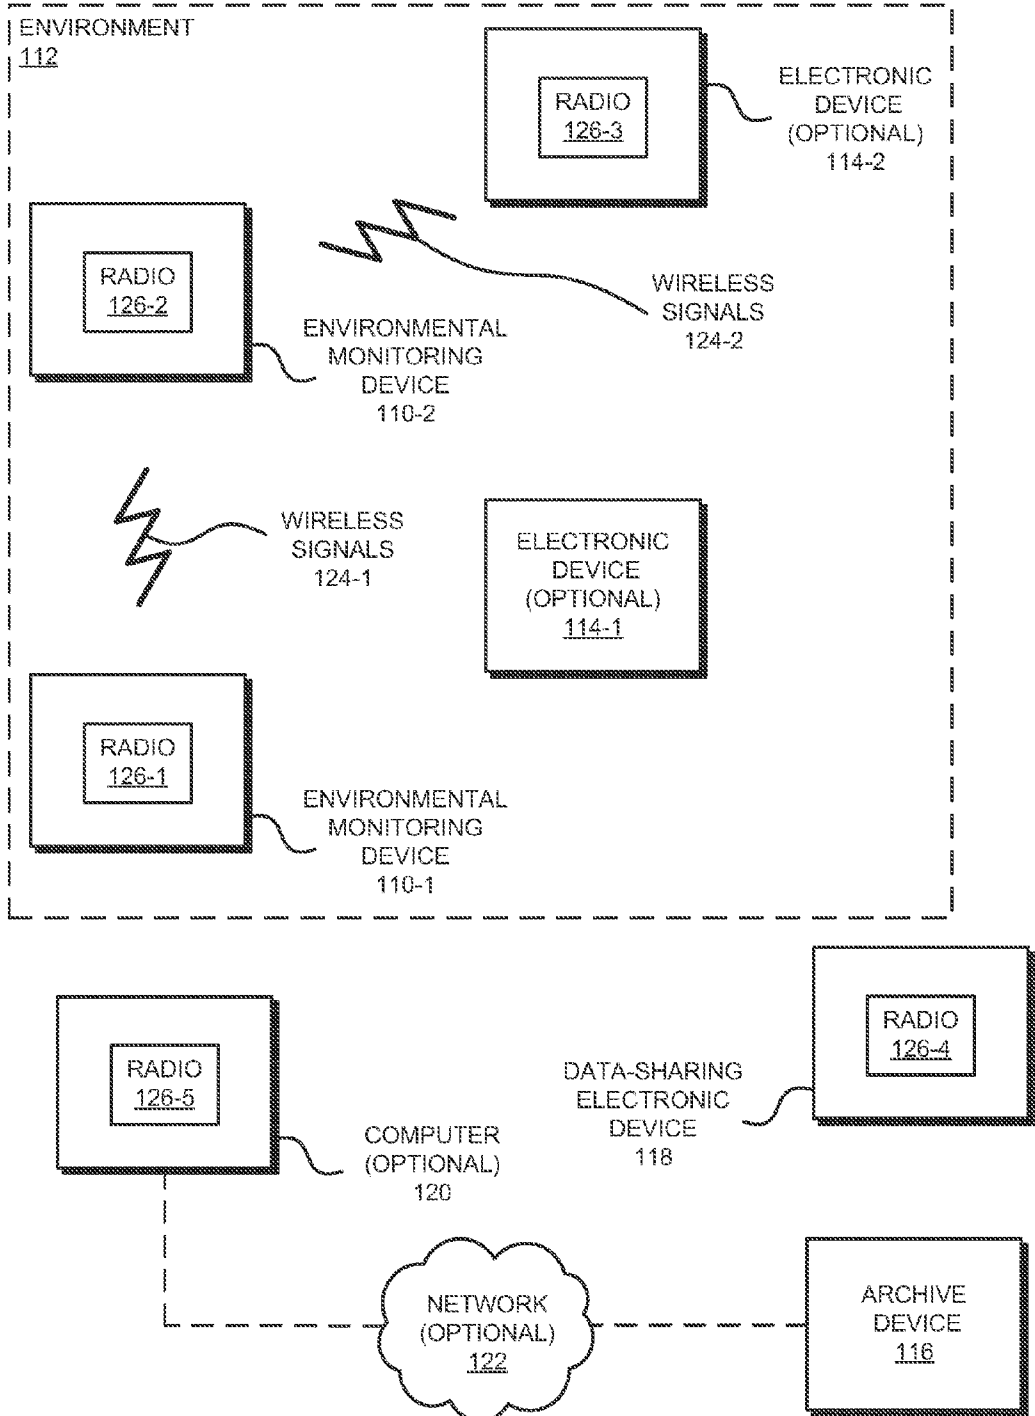 ENVIRONMENT
112
RADIO
126-3
ELECTRONIC
DEVICE
(OPTIONAL)
114-2
RADIO
126-2
WIRELESS
SIGNALS
124-2
ENVIRONMENTAL
MONITORING
DEVICE
110-2
WIRELESS
SIGNALS
124-1
ELECTRONIC
DEVICE
(OPTIONAL)
114-1
RADIO
126-1
ENVIRONMENTAL
MONITORING
DEVICE
110-1
RADIO
126-4
RADIO
126-5
DATA-SHARING
ELECTRONIC
DEVICE
118
COMPUTER
(OPTIONAL)
120
NETWORK
(OPTIONAL)
122
ARCHIVE
DEVICE
116